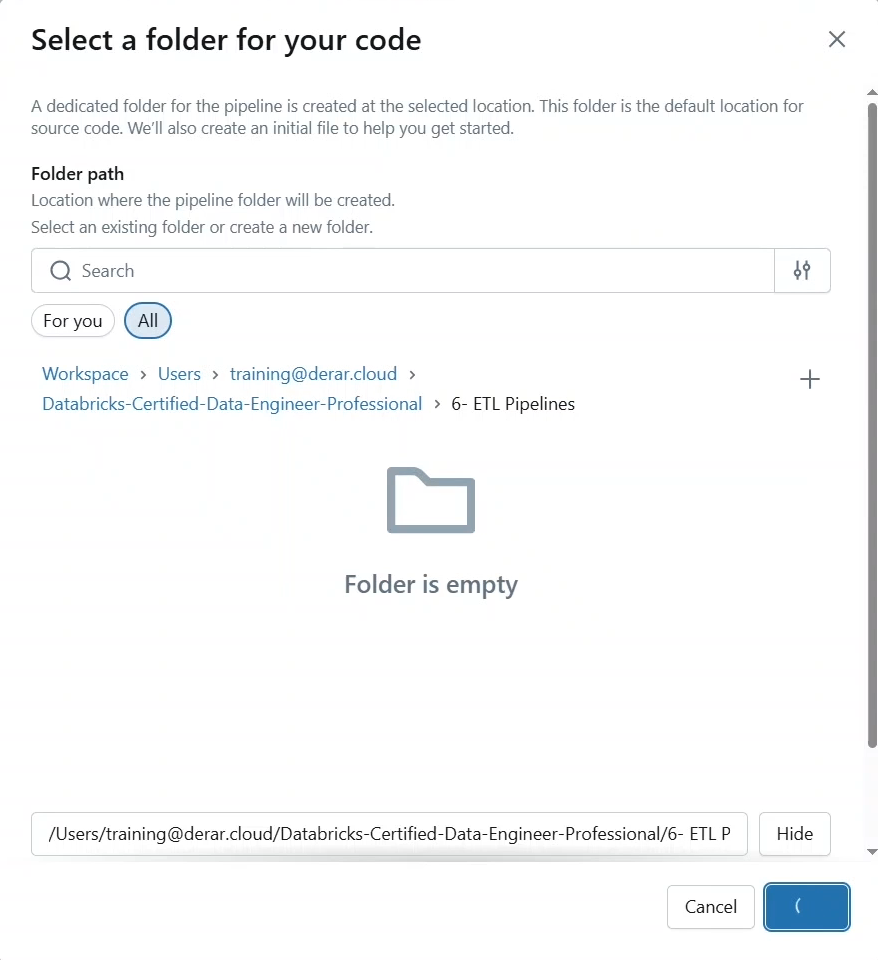 Select a folder for your code
A dedicated folder for the pipeline is created at the selected location. This folder is the default location for
source code. We'll also create an initial file to help you get started.
Folder path
Location where the pipeline folder will be created.
Select an existing folder or create a new folder.
Search
For you All
Workspace > Users > training@derar.cloud >
Databricks-Certified-Data-Engineer-Professional > 6- ETL Pipelines
Folder is empty
/Users/training@derar.cloud/Databricks-Certified-Data-Engineer-Professional/6- ETL P Hide
Cancel